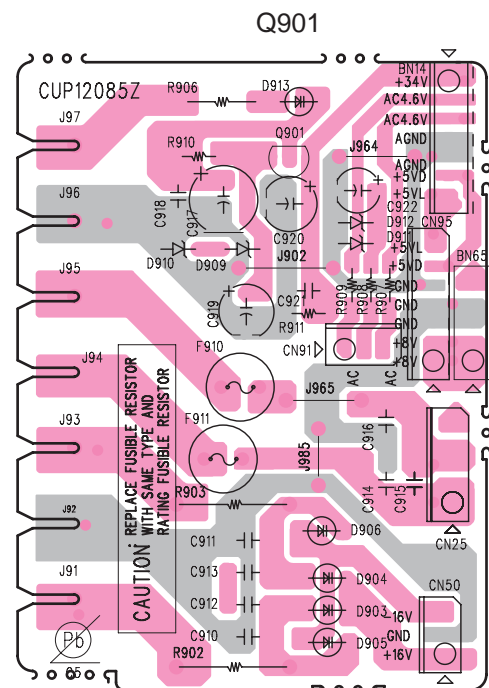 Q901
CUP12085Z
R906
D913
BN14
+34V
AC4.6V
AC4.6V
AGND
AGND
+5VD
+5VL
J97
R910
Q901
J964
J96
C918
C917
C920
C922
D912
D911
CN95
+5VL
+5VD
GND
GND
+8V
+8V
BN65
D910
D909
J902
J95
C919
C921
R911
R909
R908
R907
F910
CN91
AC
AC
J94
J965
F911
J93
C916
J985
CAUTION
REPLACE FUSIBLE RESISTOR
WITH SAME TYPE AND
RATING FUSIBLE RESISTOR
R903
C914
C915
CN25
J92
C911
D906
C913
D904
CN50
J91
C912
D903
-16V
C910
D905
GND
+16V
Pb
R902